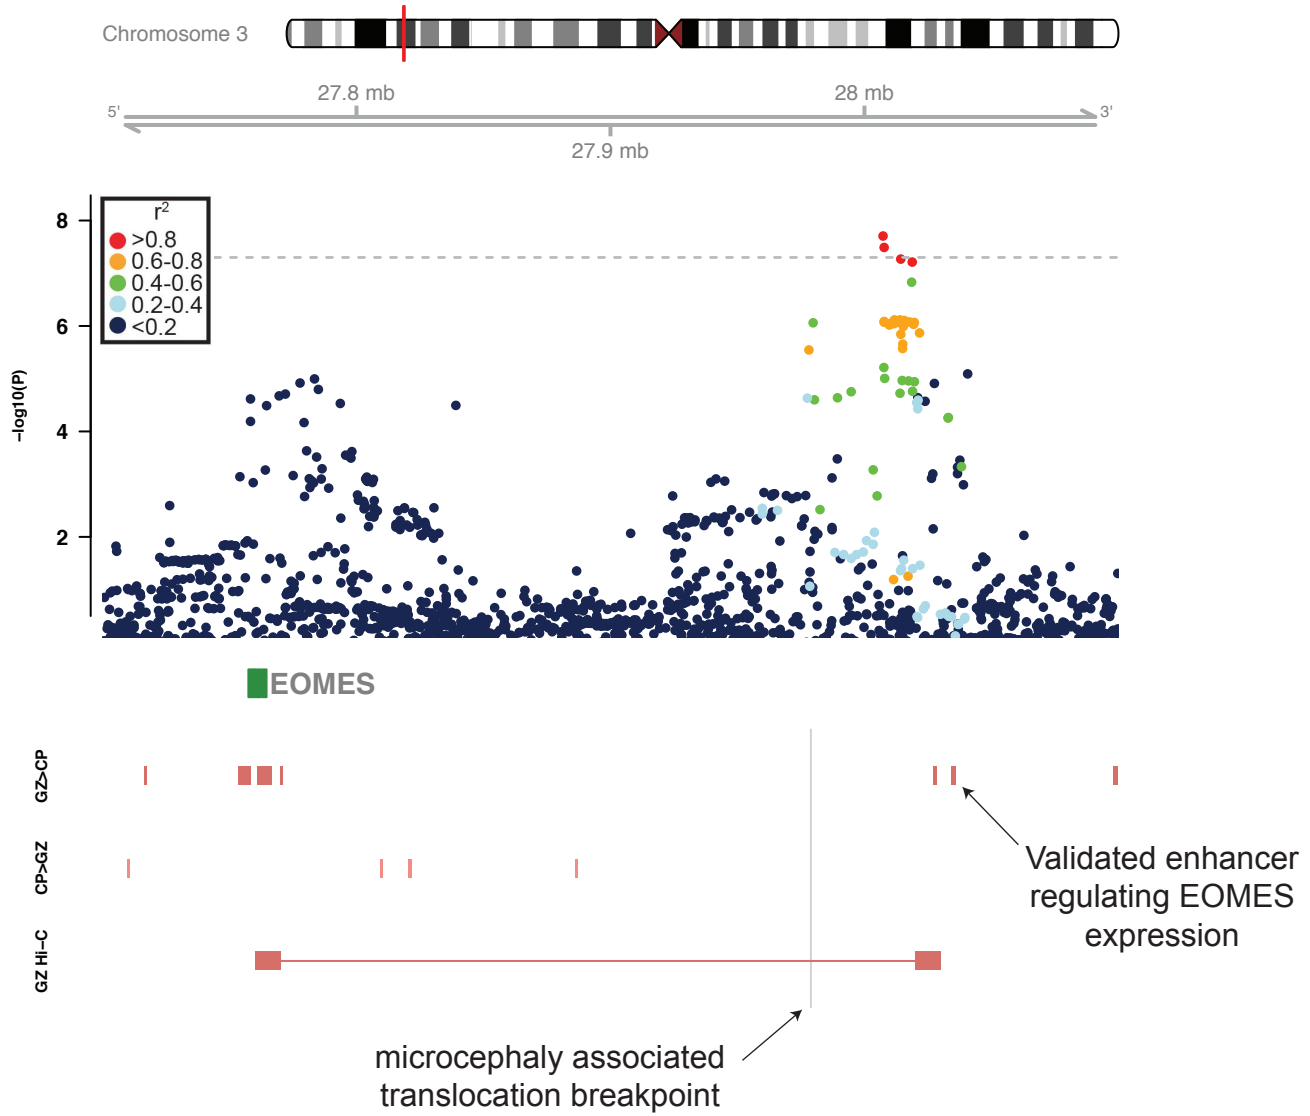 Chromosome 3
27.8 mb
28 mb
5'
3'
27.9 mb
r²
>0.8
0.6-0.8
0.4-0.6
0.2-0.4
<0.2
8
6
4
2
−log10(P)
EOMES
GZ>CP
CP>GZ
GZ Hi−C
Validated enhancer
regulating EOMES
expression
microcephaly associated
translocation breakpoint